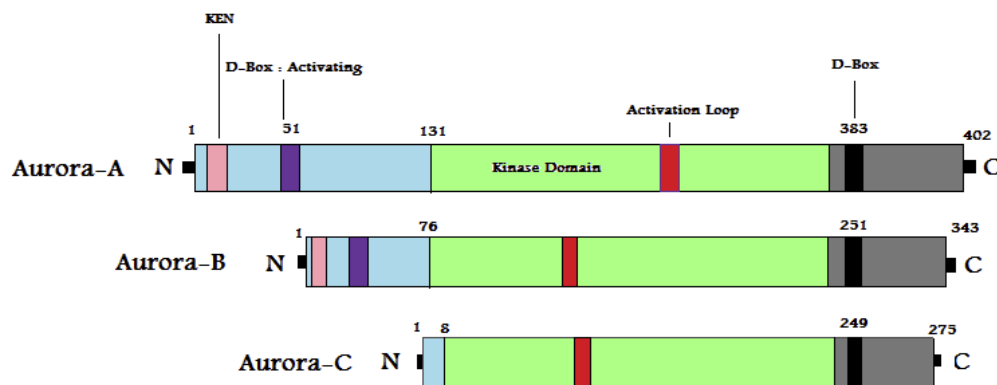 KEN
D-Box : Activating
D-Box
Activation Loop
1 51 131 383 402
Aurora-A N Kinase Domain C
1 76 251 343
Aurora-B N C
1 8 249 275
Aurora-C N C